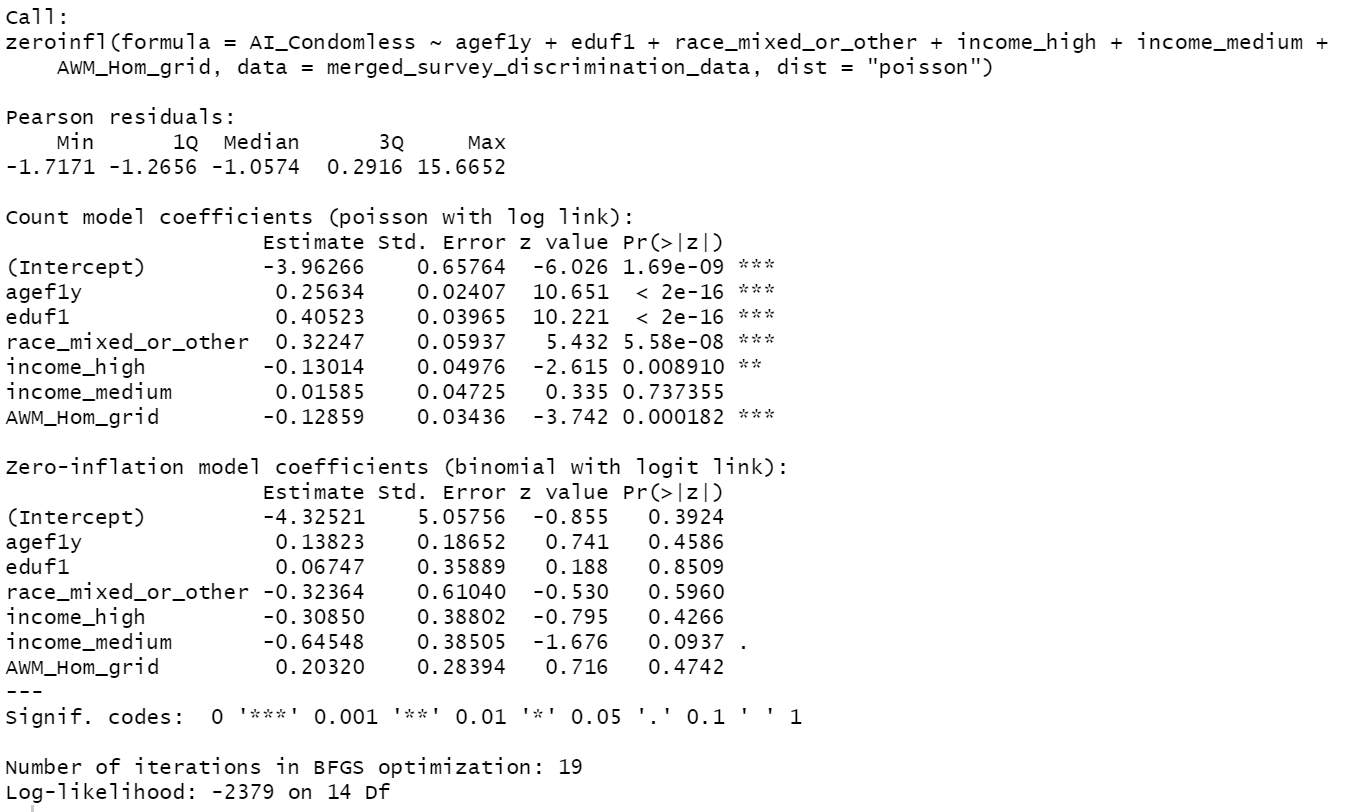 Call:
zeroinfl(formula = AI_Condomless ~ agef1y + eduf1 + race_mixed_or_other + income_high + income_medium +
    AWM_Hom_grid, data = merged_survey_discrimination_data, dist = "poisson")

Pearson residuals:
    Min      1Q  Median      3Q     Max
-1.7171 -1.2656 -1.0574  0.2916 15.6652

Count model coefficients (poisson with log link):
                    Estimate Std. Error z value Pr(>|z|)
(Intercept)         -3.96266    0.65764  -6.026 1.69e-09 ***
agef1y               0.25634    0.02407  10.651  < 2e-16 ***
eduf1                0.40523    0.03965  10.221  < 2e-16 ***
race_mixed_or_other  0.32247    0.05937   5.432 5.58e-08 ***
income_high         -0.13014    0.04976  -2.615 0.008910 **
income_medium        0.01585    0.04725   0.335 0.737355
AWM_Hom_grid        -0.12859    0.03436  -3.742 0.000182 ***

Zero-inflation model coefficients (binomial with logit link):
                    Estimate Std. Error z value Pr(>|z|)
(Intercept)         -4.32521    5.05756  -0.855   0.3924
agef1y               0.13823    0.18652   0.741   0.4586
eduf1                0.06747    0.35889   0.188   0.8509
race_mixed_or_other -0.32364    0.61040  -0.530   0.5960
income_high         -0.30850    0.38802  -0.795   0.4266
income_medium       -0.64548    0.38505  -1.676   0.0937 .
AWM_Hom_grid         0.20320    0.28394   0.716   0.4742
---
Signif. codes:  0 '***' 0.001 '**' 0.01 '*' 0.05 '.' 0.1 ' ' 1

Number of iterations in BFGS optimization: 19
Log-likelihood: -2379 on 14 Df